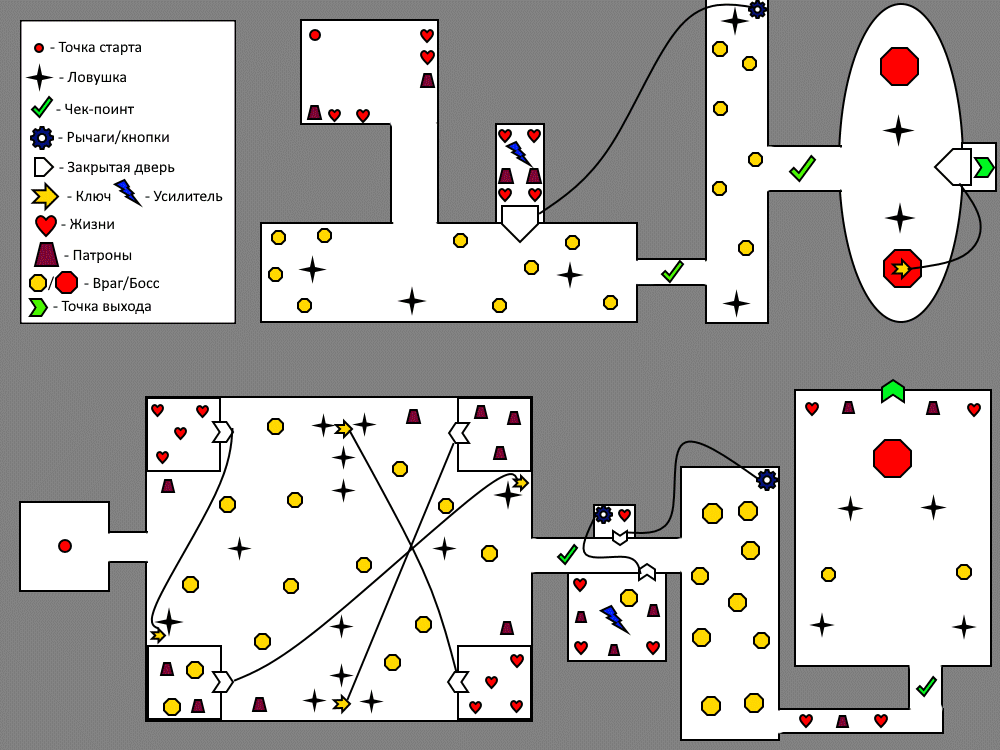 - Точка старта
- Ловушка
- Чек-поинт
- Рычаги/кнопки
- Закрытая дверь
- Ключ - Усилитель
- Жизни
- Патроны
/ - Враг/Босс
- Точка выхода